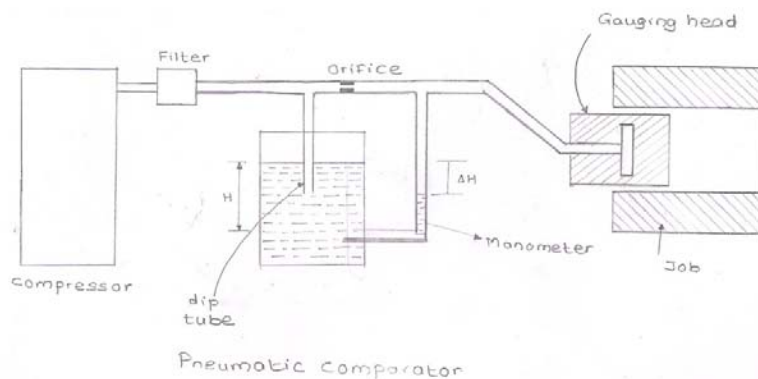 Gauging head
Filter
orifice
H
ΔH
Manometer
Job
compressor
dip
tube
Pneumatic comparator